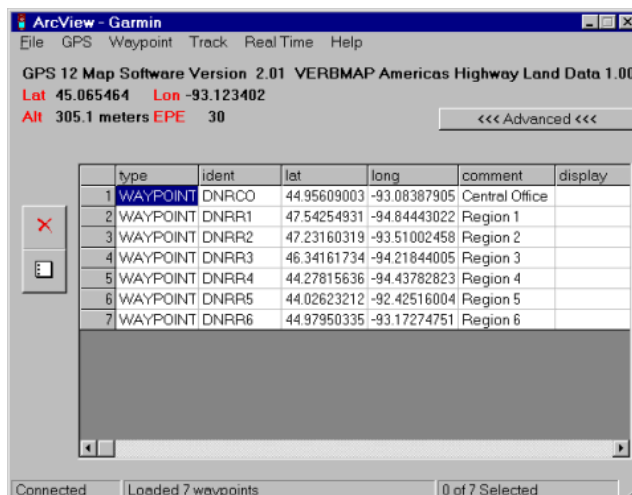 ArcView - Garmin
File GPS Waypoint Track Real Time Help
GPS 12 Map Software Version 2.01 VERBMAP Americas Highway Land Data 1.00
Lat 45.065464 Lon -93.123402
Alt 305.1 meters EPE 30
<<< Advanced <<<
type ident lat long comment display
1 WAYPOINT DNRCO 44.95609003 -93.08387905 Central Office
2 WAYPOINT DNRR1 47.54254931 -94.84443022 Region 1
3 WAYPOINT DNRR2 47.23160319 -93.51002458 Region 2
4 WAYPOINT DNRR3 46.34161734 -94.21844005 Region 3
5 WAYPOINT DNRR4 44.27815636 -94.43782823 Region 4
6 WAYPOINT DNRR5 44.02623212 -92.42516004 Region 5
7 WAYPOINT DNRR6 44.97950335 -93.17274751 Region 6
Connected Loaded 7 waypoints 0 of 7 Selected